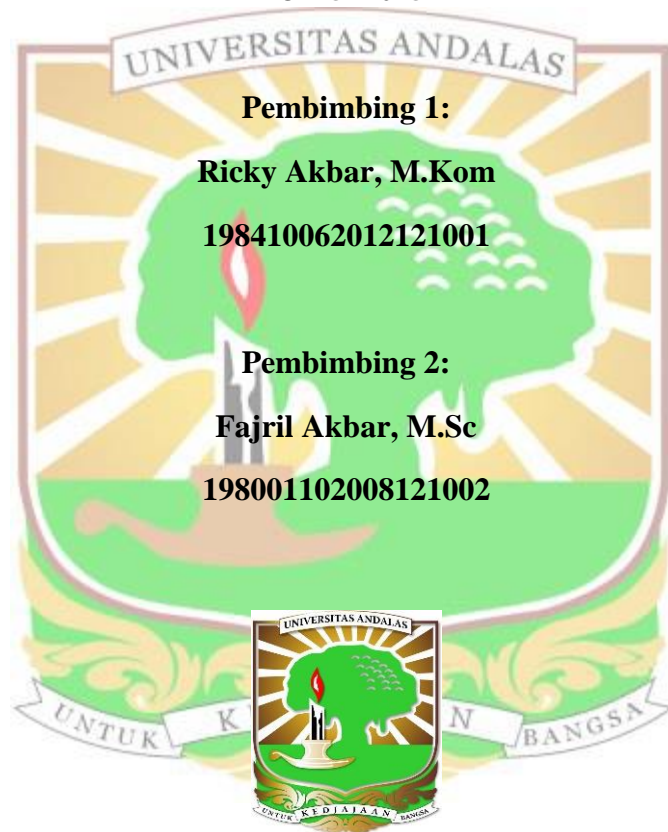 UNIVERSITAS ANDALAS
Pembimbing 1:
Ricky Akbar, M.Kom
198410062012121001
Pembimbing 2:
Fajril Akbar, M.Sc
198001102008121002
UNIVERSITAS ANDALAS
UNTUK K N BANGSA
UNTUK KEDJAJAAN BANGSA